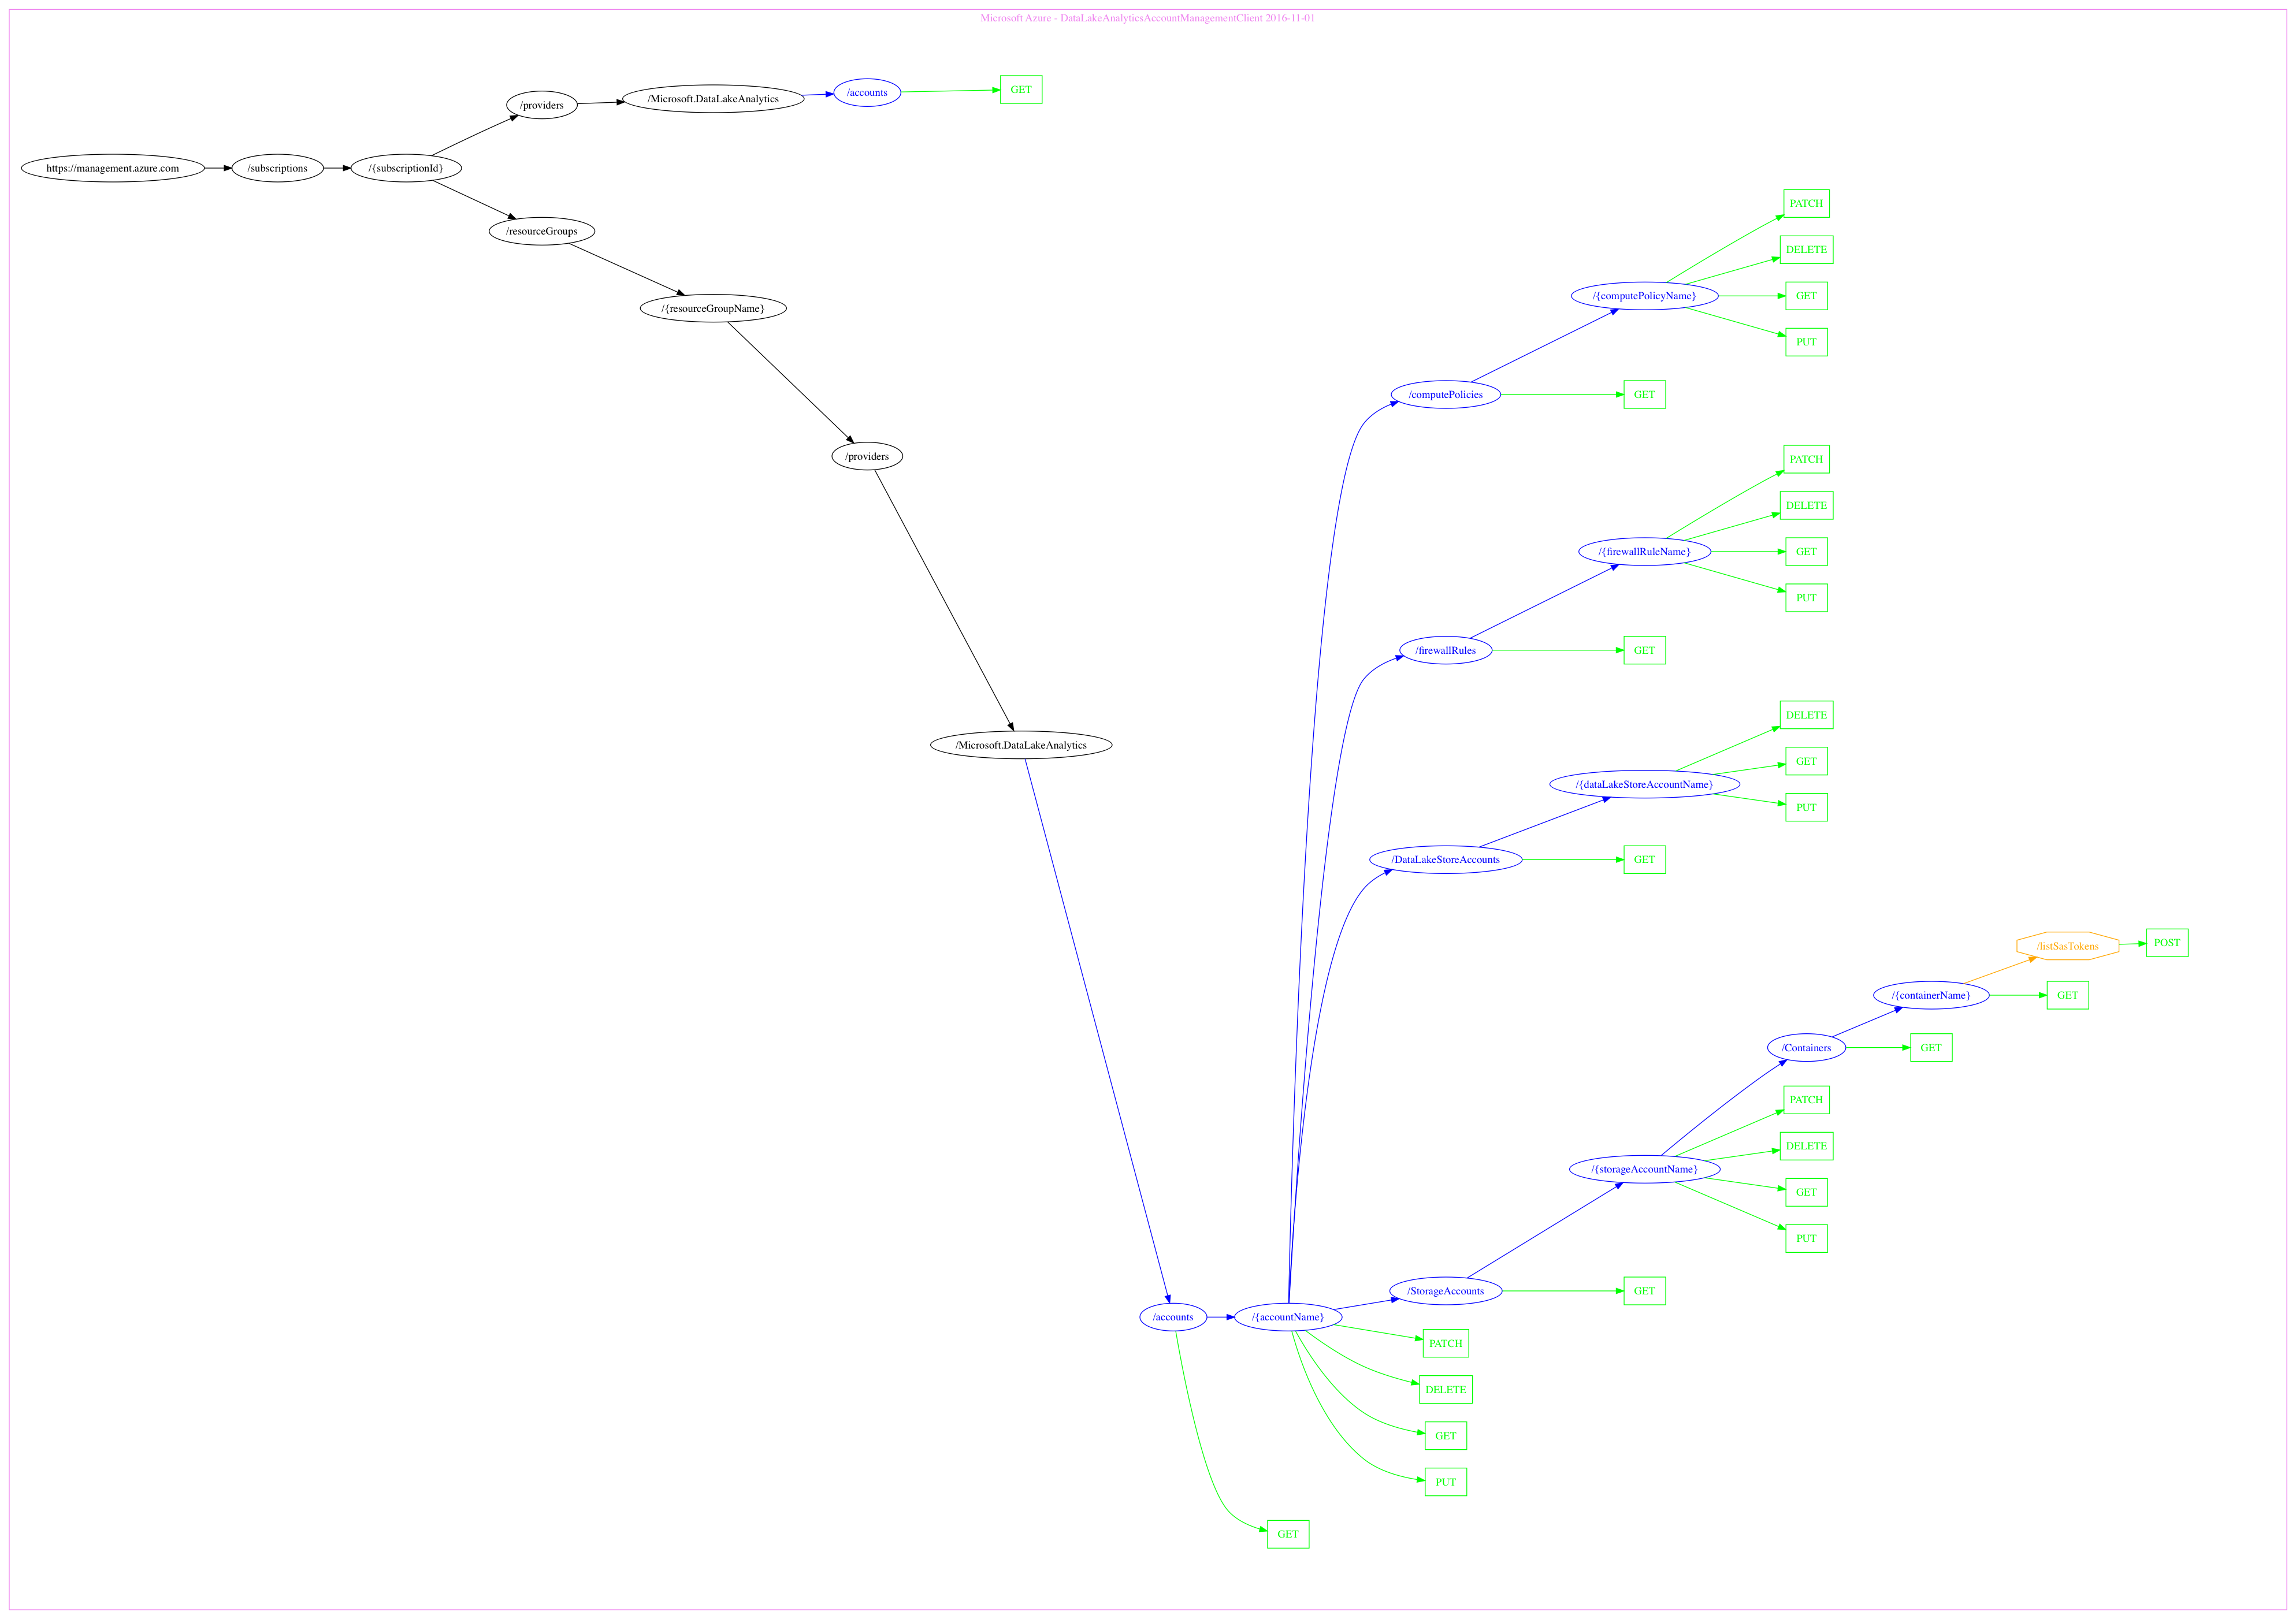 Microsoft Azure - DataLakeAnalyticsAccountManagementClient 2016-11-01
/providers
/Microsoft.DataLakeAnalytics
/accounts
GET
https://management.azure.com
/subscriptions
/{subscriptionId}
/resourceGroups
/{resourceGroupName}
/providers
/Microsoft.DataLakeAnalytics
/accounts
GET
/{accountName}
/computePolicies
/{computePolicyName}
PATCH
DELETE
GET
PUT
GET
/firewallRules
/{firewallRuleName}
PATCH
DELETE
GET
PUT
GET
/DataLakeStoreAccounts
/{dataLakeStoreAccountName}
DELETE
GET
PUT
GET
/StorageAccounts
/{storageAccountName}
/Containers
/{containerName}
/listSasTokens
POST
GET
GET
PATCH
DELETE
GET
PUT
GET
PATCH
DELETE
GET
PUT